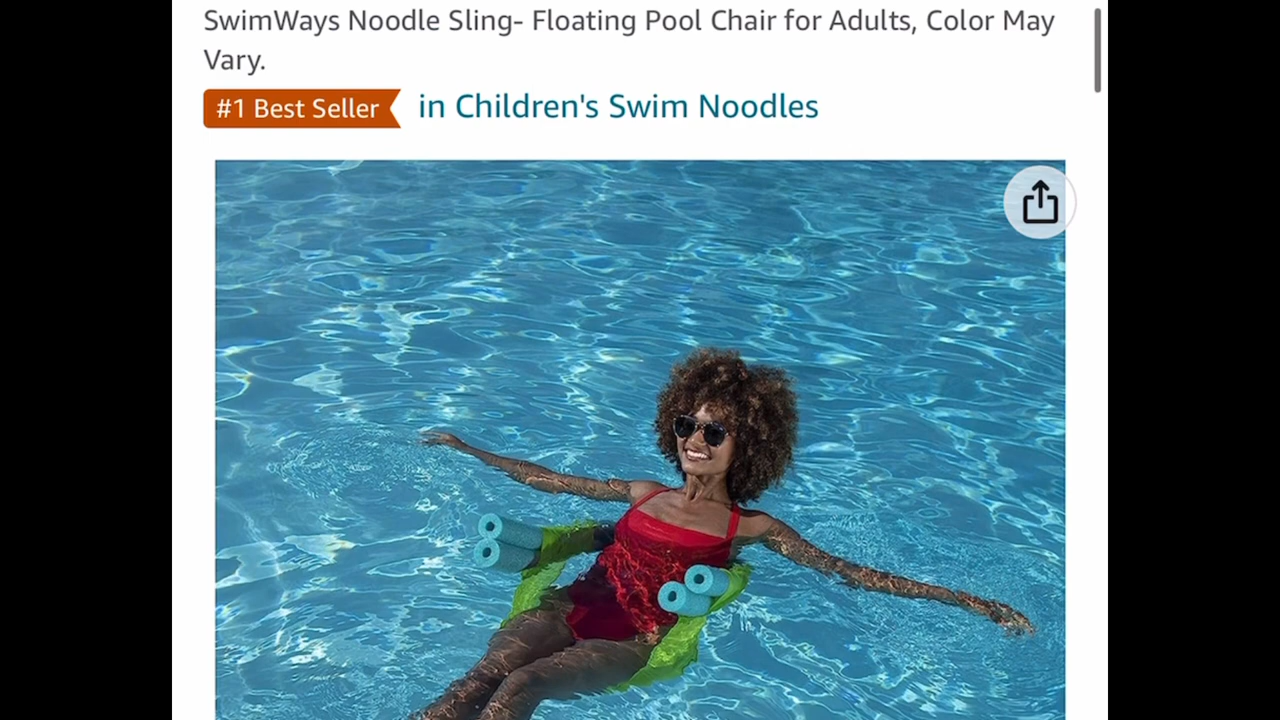 SwimWays Noodle Sling- Floating Pool Chair for Adults, Color May
Vary.
#1 Best Seller in Children's Swim Noodles